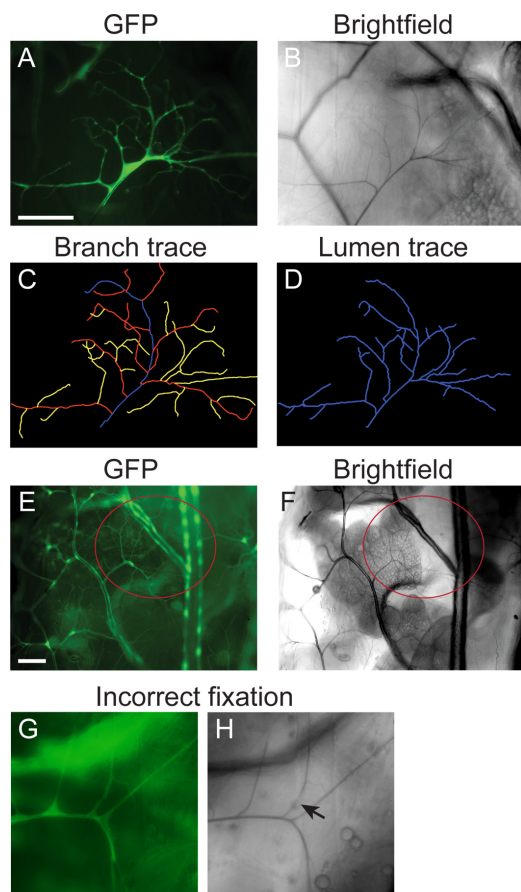 GFP
Brightfield
A
B
Branch trace
Lumen trace
C
D
GFP
Brightfield
E
F
Incorrect fixation
G
H